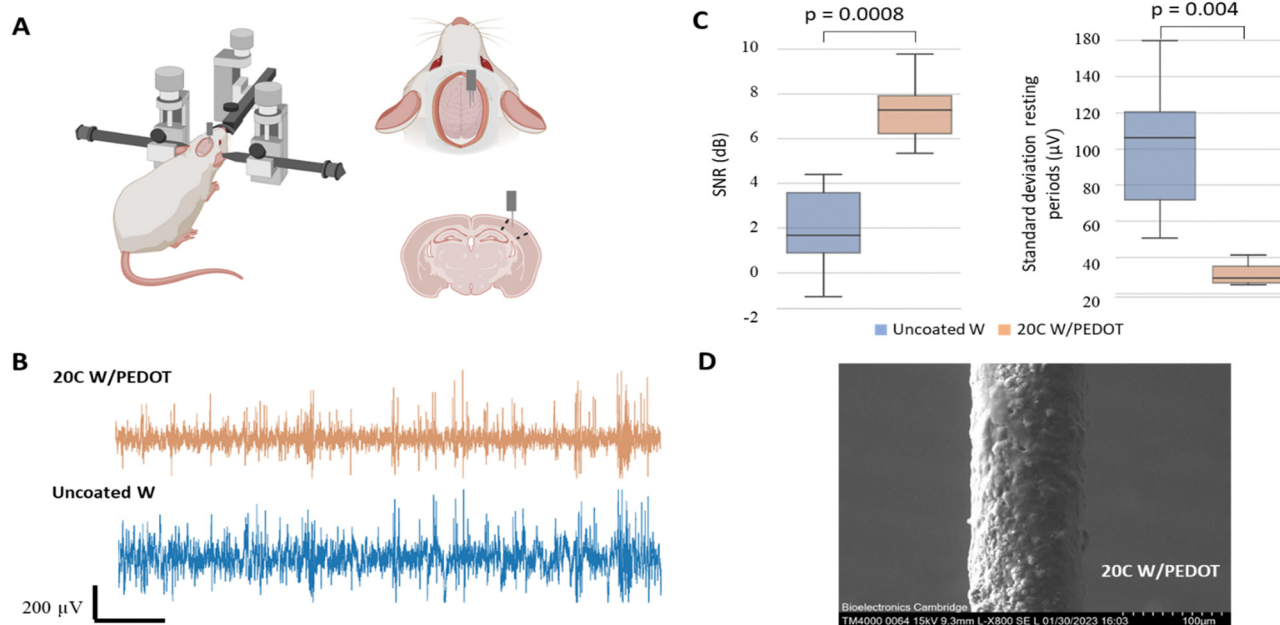 A
B
20C W/PEDOT
Uncoated W
200 µV
C
p = 0.0008
SNR (dB)
10
8
6
4
2
0
-2
p = 0.004
Standard deviation resting
periods (µV)
180
140
120
100
80
60
40
20
Uncoated W 20C W/PEDOT
D
20C W/PEDOT
Bioelectronics Cambridge
TM4000 0064 15kV 9.3mm L-X800 SE L 01/30/2023 16:03 100µm